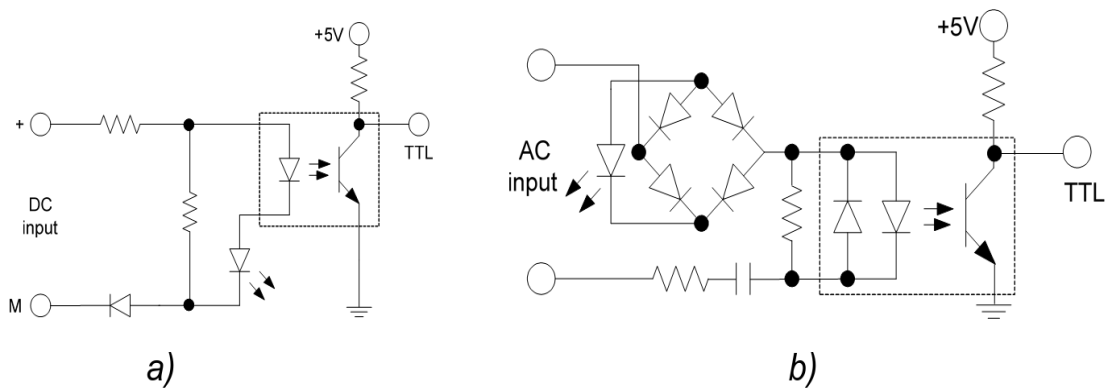 +5V
+
TTL
DC
input
M
a)
+5V
AC
input
TTL
b)